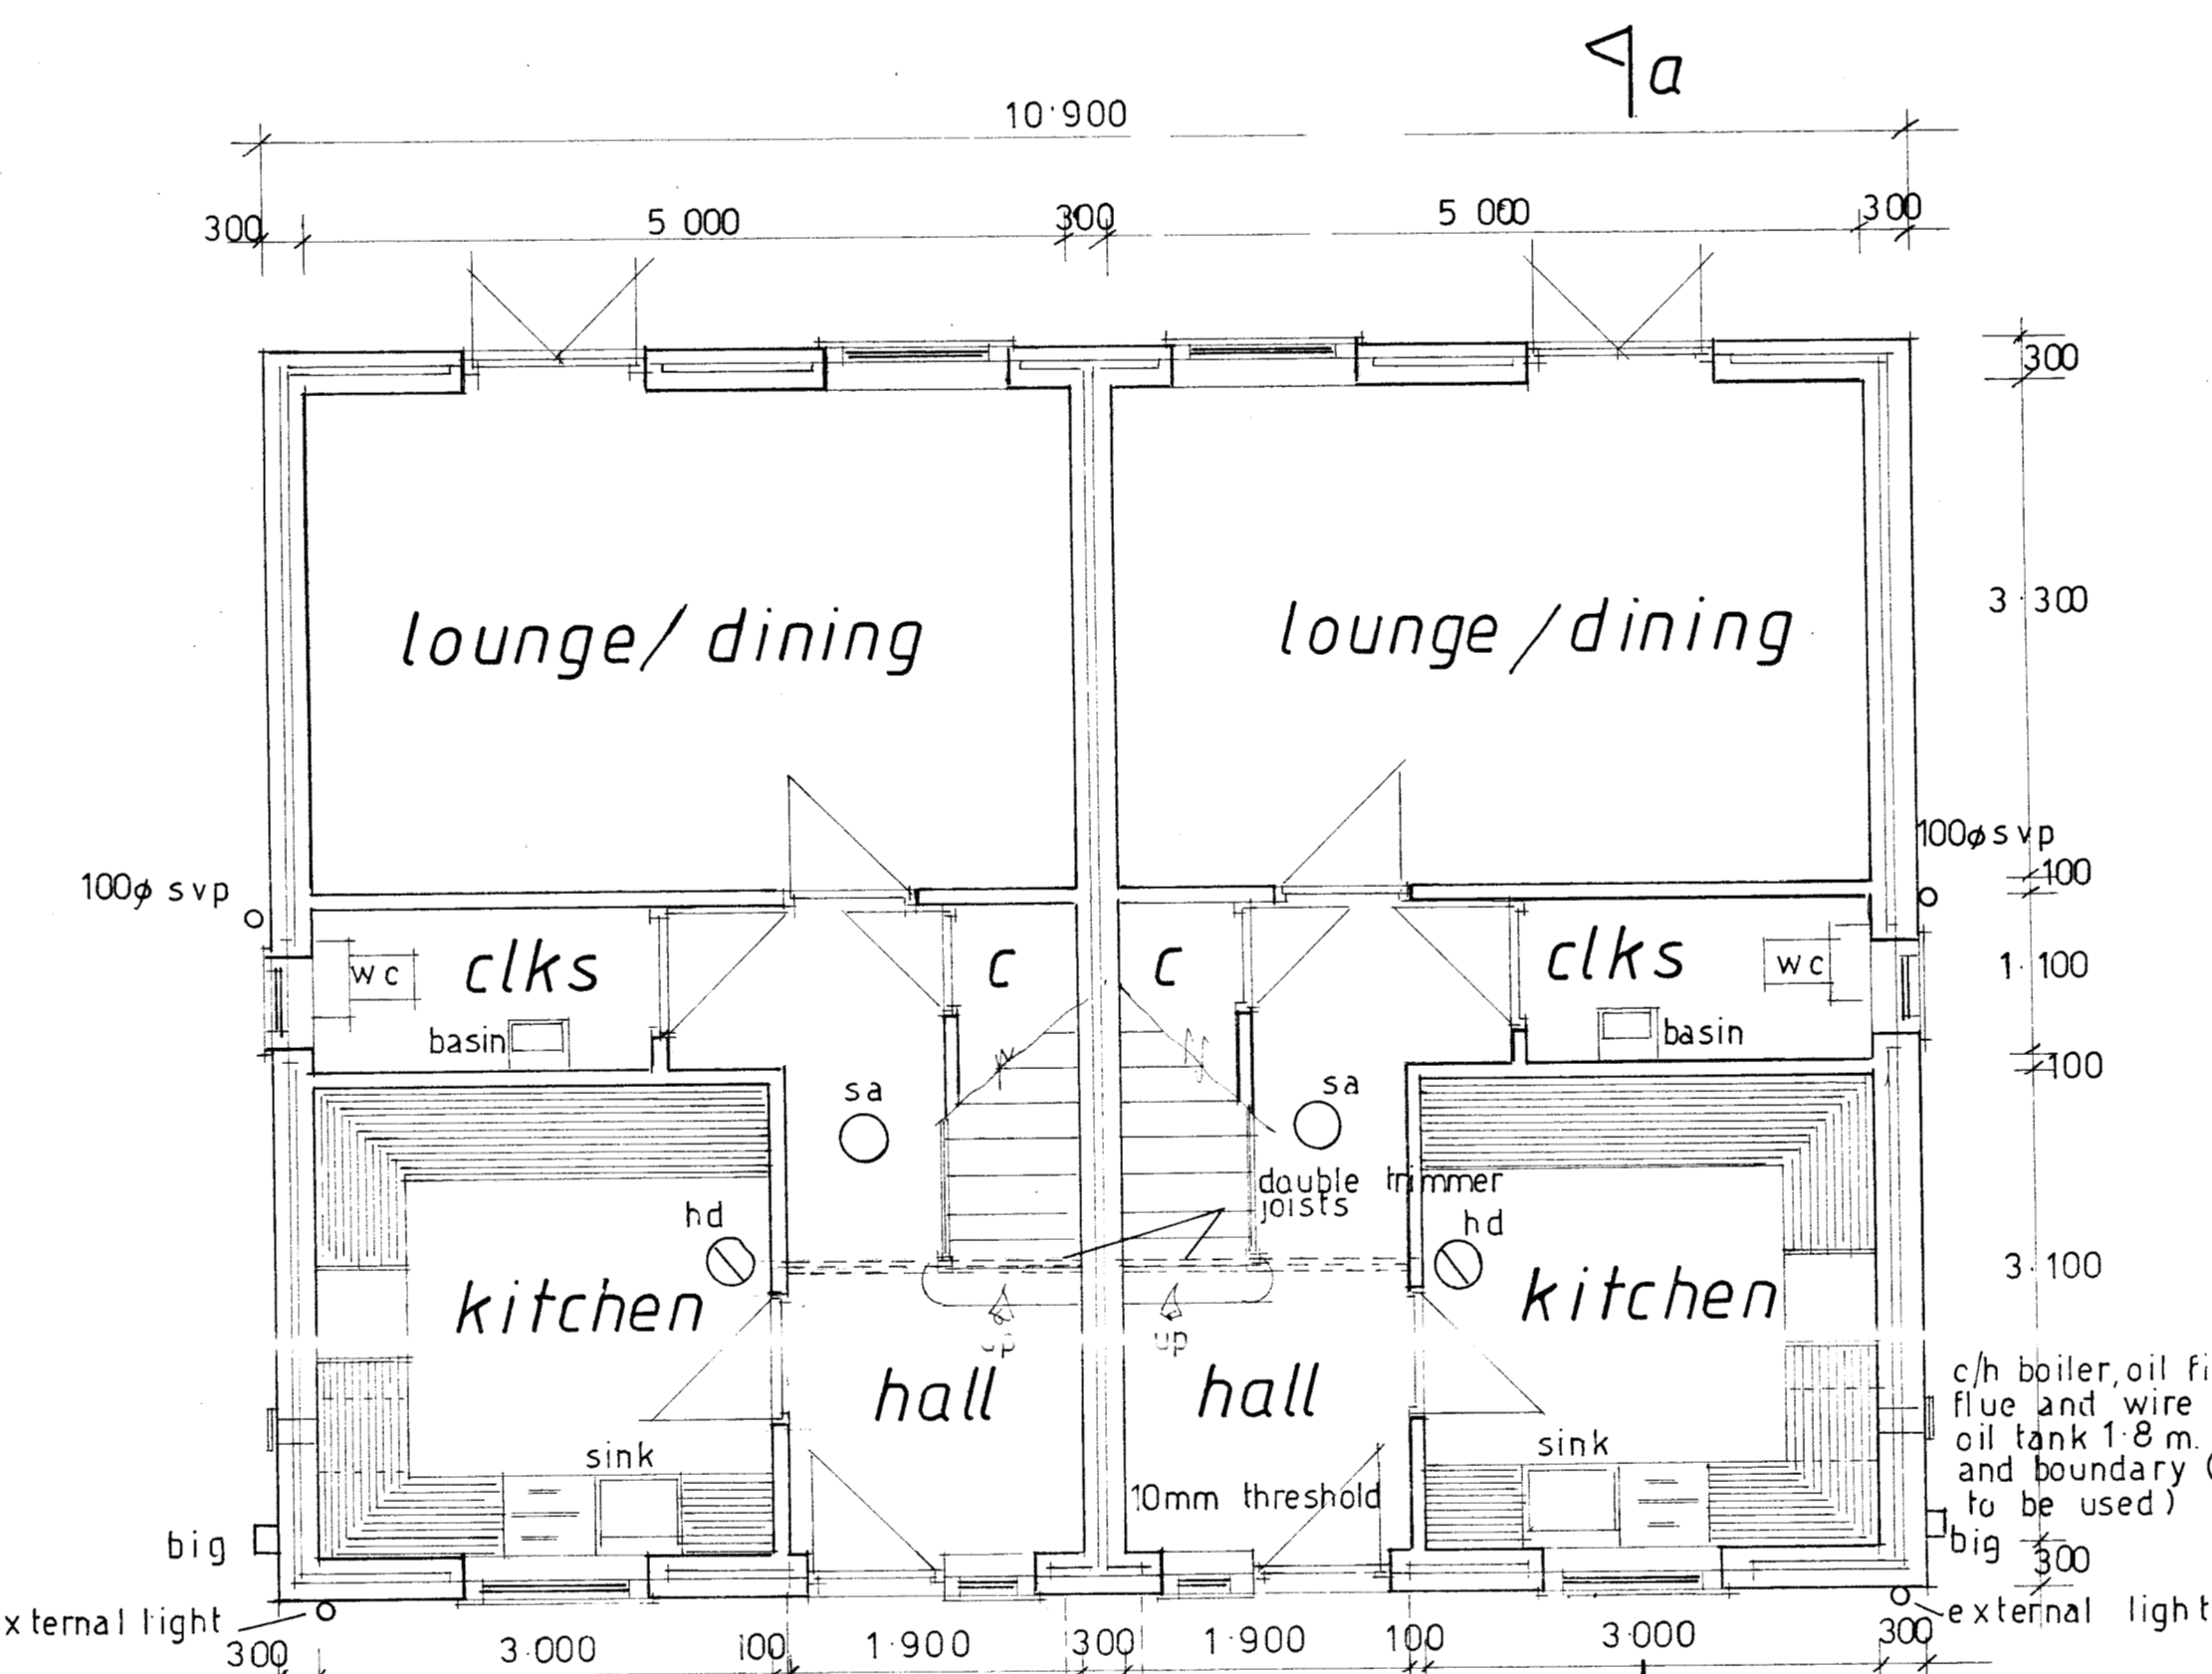 a
10·900
300 5 000 300 5 000 300
300
lounge/ dining lounge/dining
3·300
100ø svp 100ø svp
100
wc clks c c clks wc
1·100
basin basin
100
sa sa
double trimmer
joists
hd hd
kitchen kitchen
3·100
up up
hall hall
c/h boiler, oil fi
flue and wire
oil tank 1·8 m.
and boundary (
to be used)
sink sink
10mm threshold
big big
300
xternal light external light
300 3·000 100 1·900 300 1·900 100 3·000 300